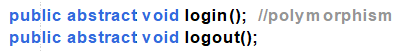 public abstract void login(); //polymorphism
public abstract void logout();